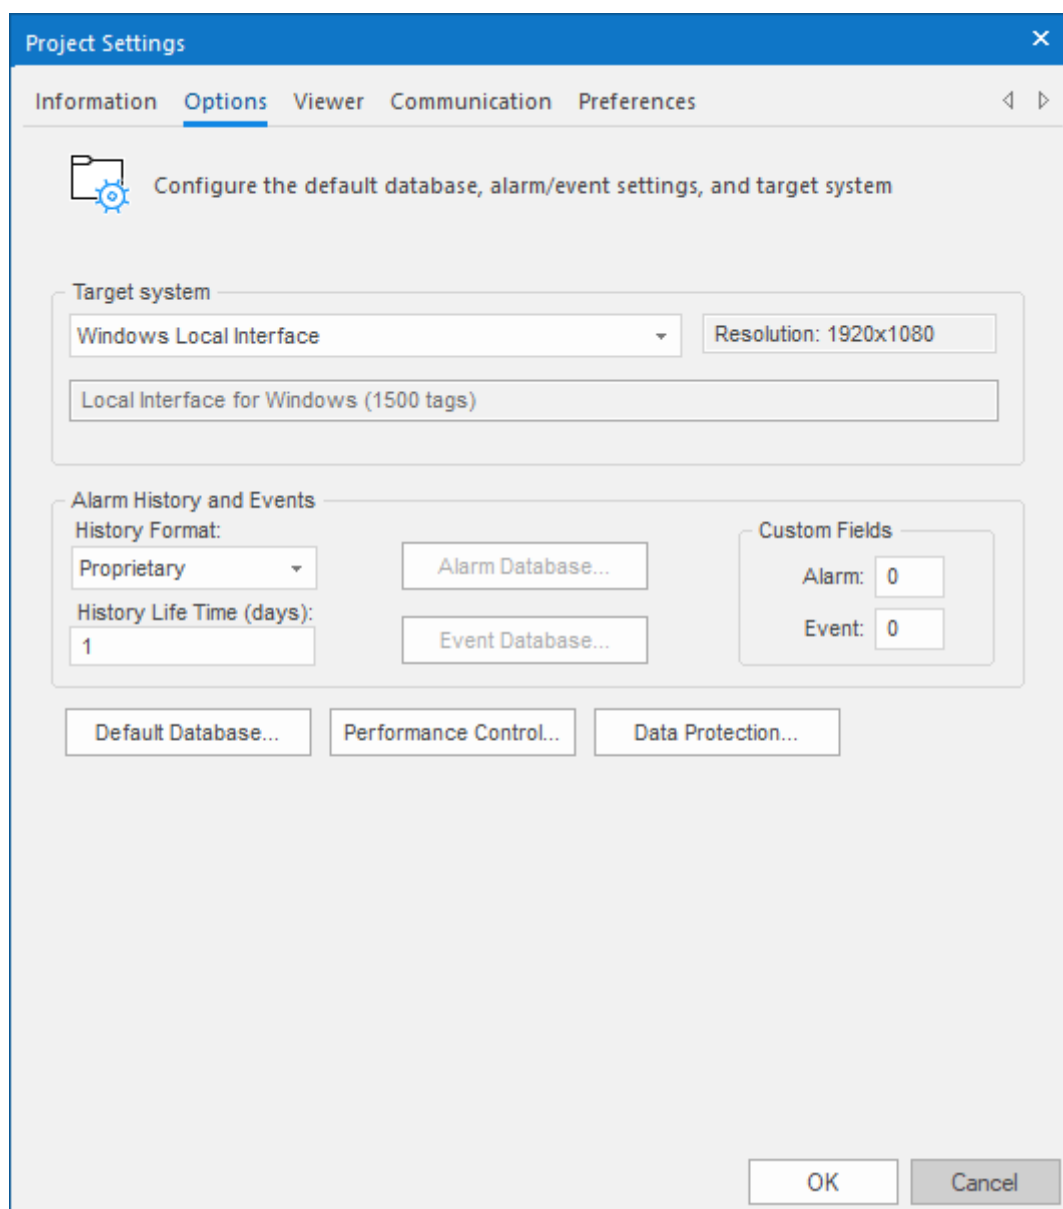 Project Settings
Information Options Viewer Communication Preferences
Configure the default database, alarm/event settings, and target system
Target system
Windows Local Interface
Resolution: 1920x1080
Local Interface for Windows (1500 tags)
Alarm History and Events
History Format:
Proprietary
Alarm Database...
History Life Time (days):
1
Event Database...
Custom Fields
Alarm: 0
Event: 0
Default Database... Performance Control... Data Protection...
OK Cancel